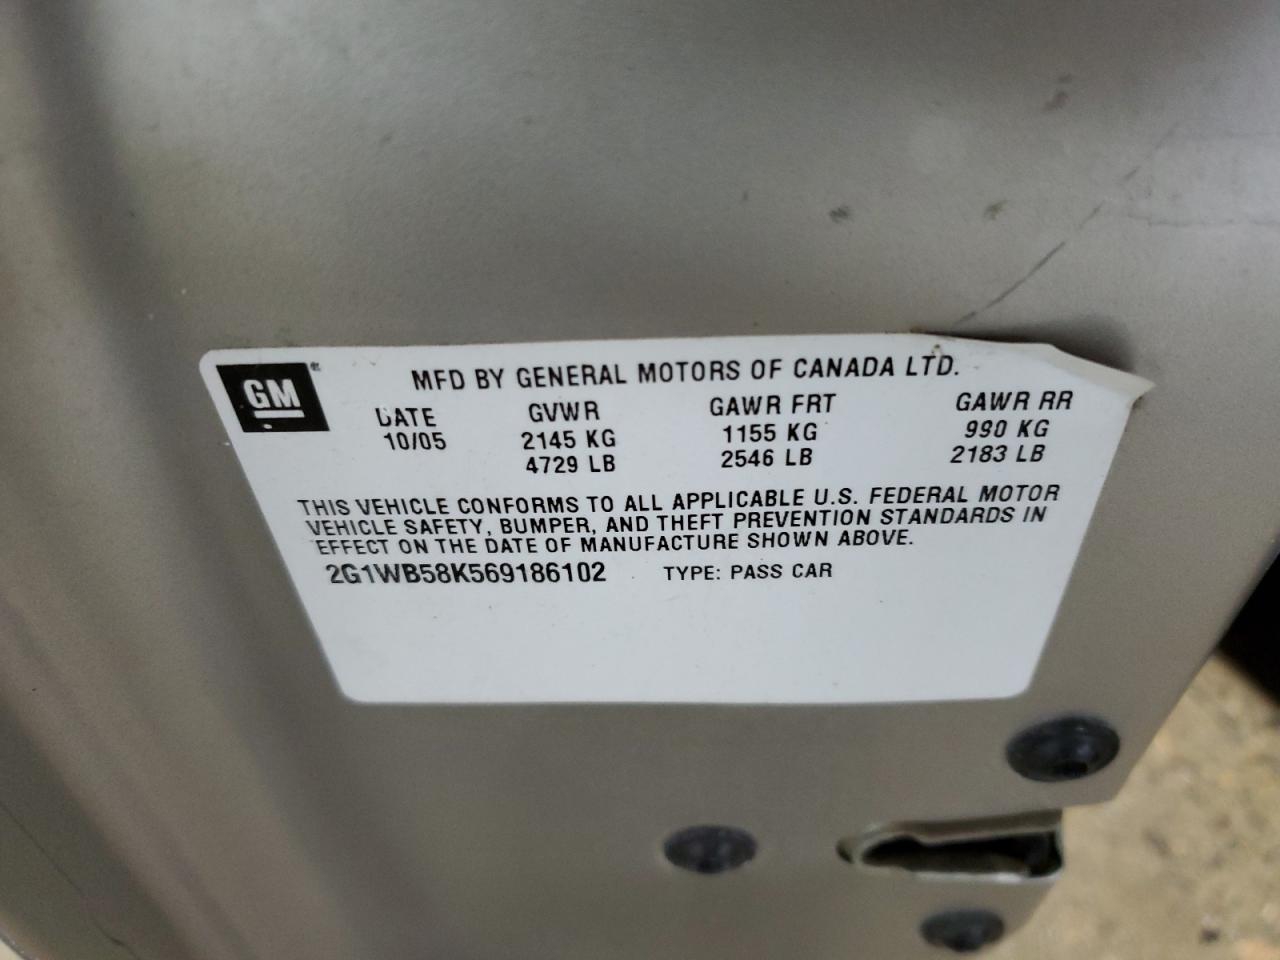 GM
MFD BY GENERAL MOTORS OF CANADA LTD.
DATE GVWR GAWR FRT GAWR RR
10/05 2145 KG 1155 KG 990 KG
4729 LB 2546 LB 2183 LB
THIS VEHICLE CONFORMS TO ALL APPLICABLE U.S. FEDERAL MOTOR
VEHICLE SAFETY, BUMPER, AND THEFT PREVENTION STANDARDS IN
EFFECT ON THE DATE OF MANUFACTURE SHOWN ABOVE.
2G1WB58K569186102 TYPE: PASS CAR